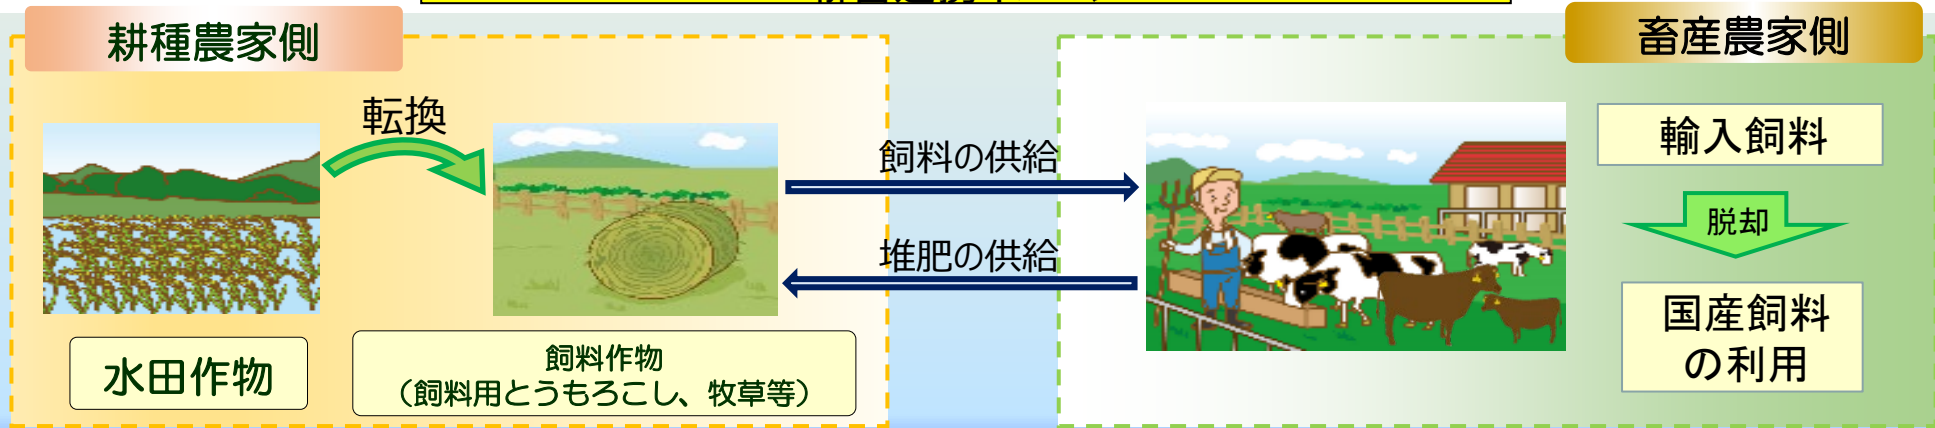 耕種農家側
畜産農家側
転換
飼料の供給
堆肥の供給
水田作物
飼料作物
（飼料用とうもろこし、牧草等）
輸入飼料
脱却
国産飼料
の利用